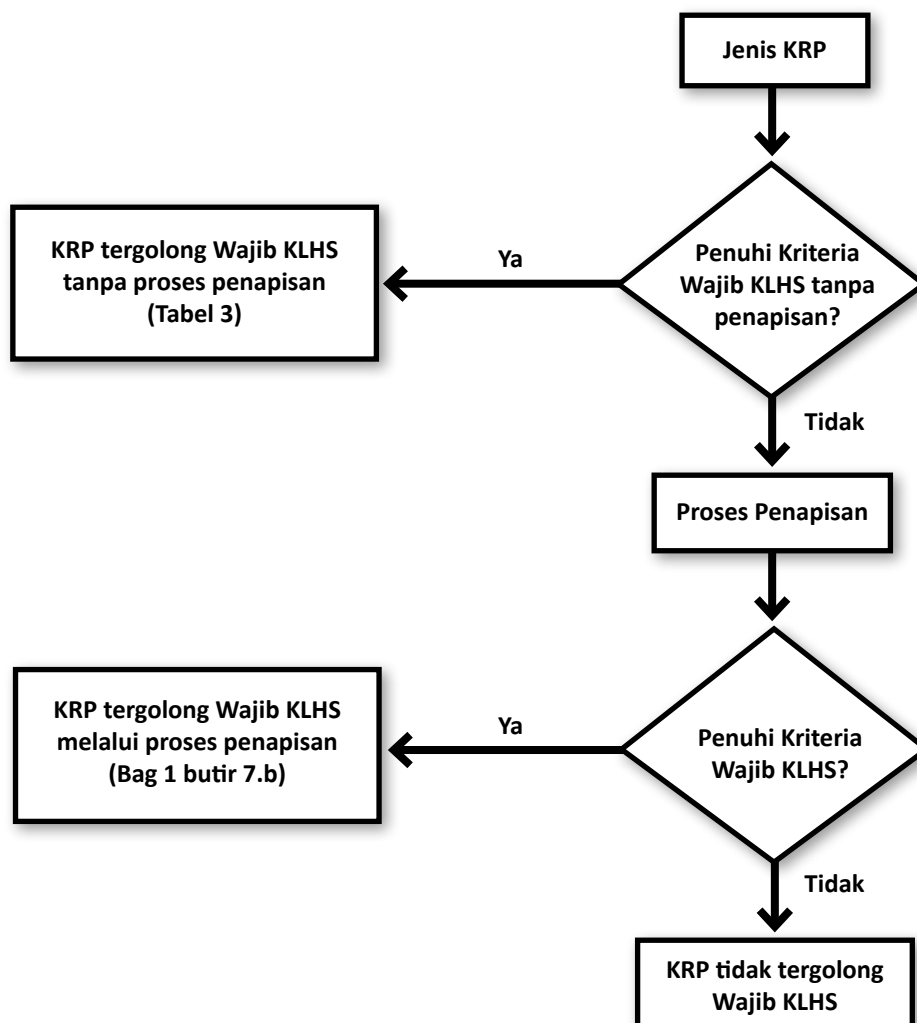 Jenis KRP
Penuhi Kriteria
Wajib KLHS tanpa
penapisan?
Ya
KRP tergolong Wajib KLHS
tanpa proses penapisan
(Tabel 3)
Tidak
Proses Penapisan
Penuhi Kriteria
Wajib KLHS?
Ya
KRP tergolong Wajib KLHS
melalui proses penapisan
(Bag 1 butir 7.b)
Tidak
KRP tidak tergolong
Wajib KLHS